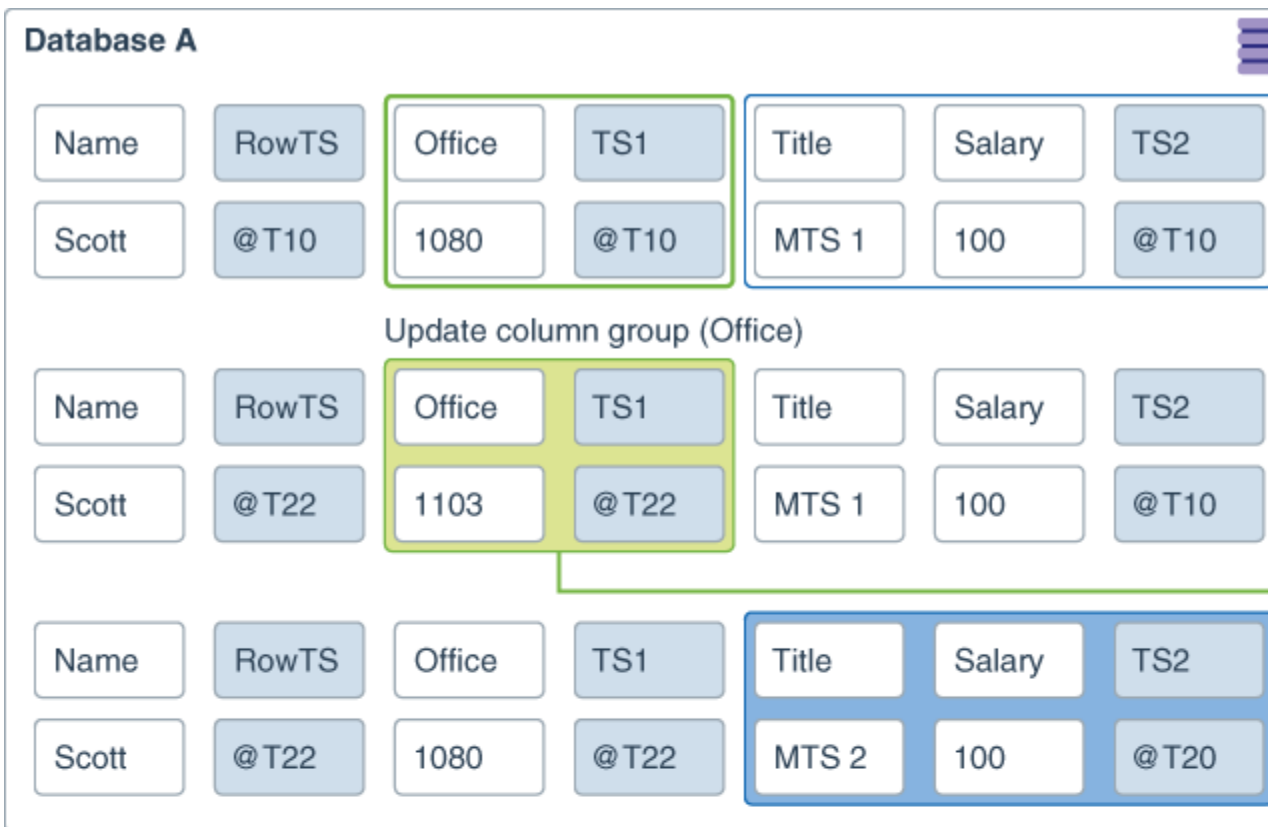 Database A
Name RowTS Office TS1 Title Salary TS2
Scott @T10 1080 @T10 MTS 1 100 @T10
Update column group (Office)
Name RowTS Office TS1 Title Salary TS2
Scott @T22 1103 @T22 MTS 1 100 @T10
Name RowTS Office TS1 Title Salary TS2
Scott @T22 1080 @T22 MTS 2 100 @T20